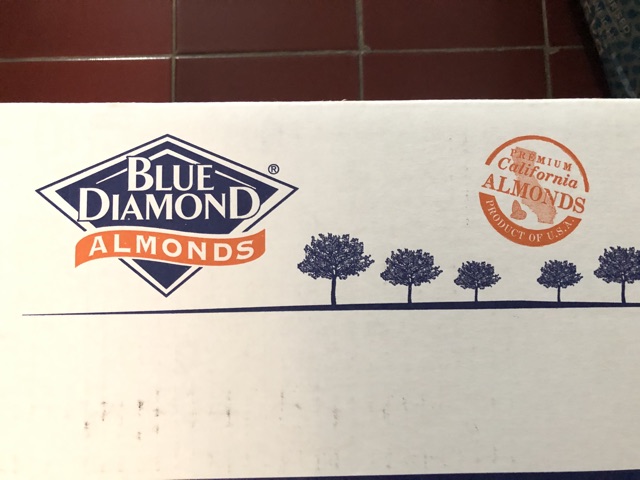 BLUE
DIAMOND®
ALMONDS
PREMIUM
California
ALMONDS
PRODUCT OF U.S.A.